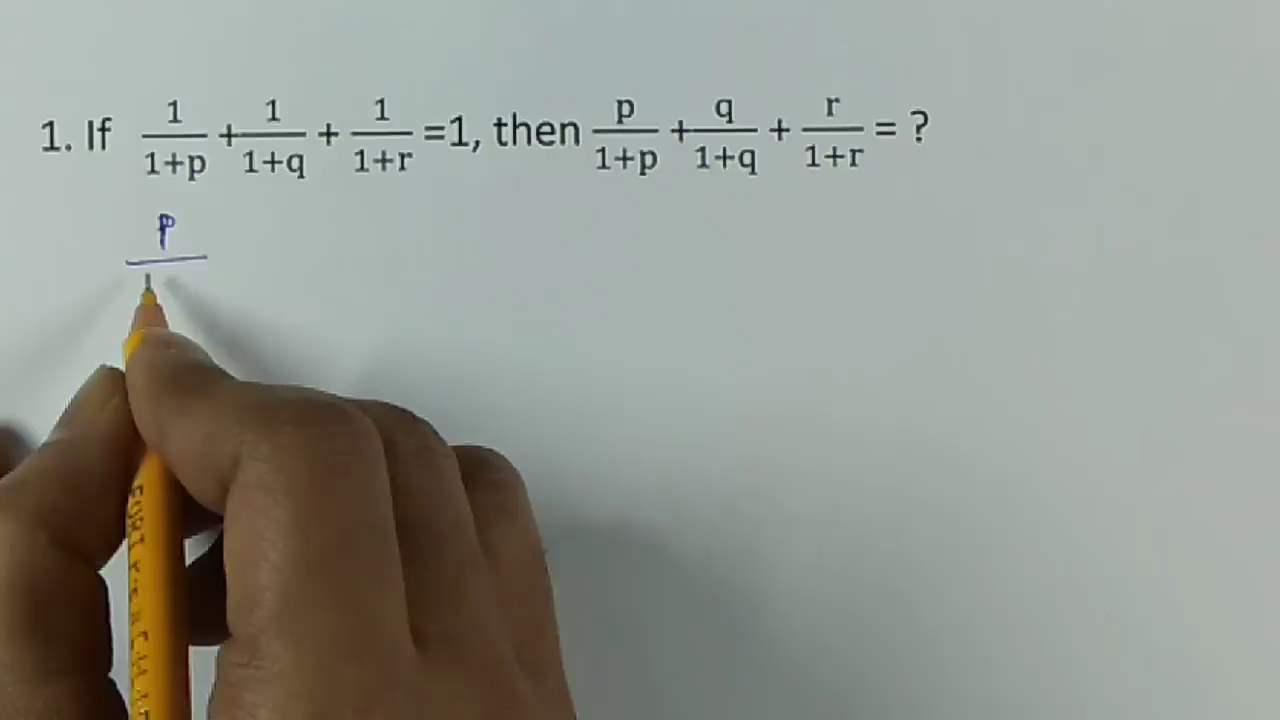 1. If 1/(1+p) + 1/(1+q) + 1/(1+r) =1, then p/(1+p) + q/(1+q) + r/(1+r) = ?
p